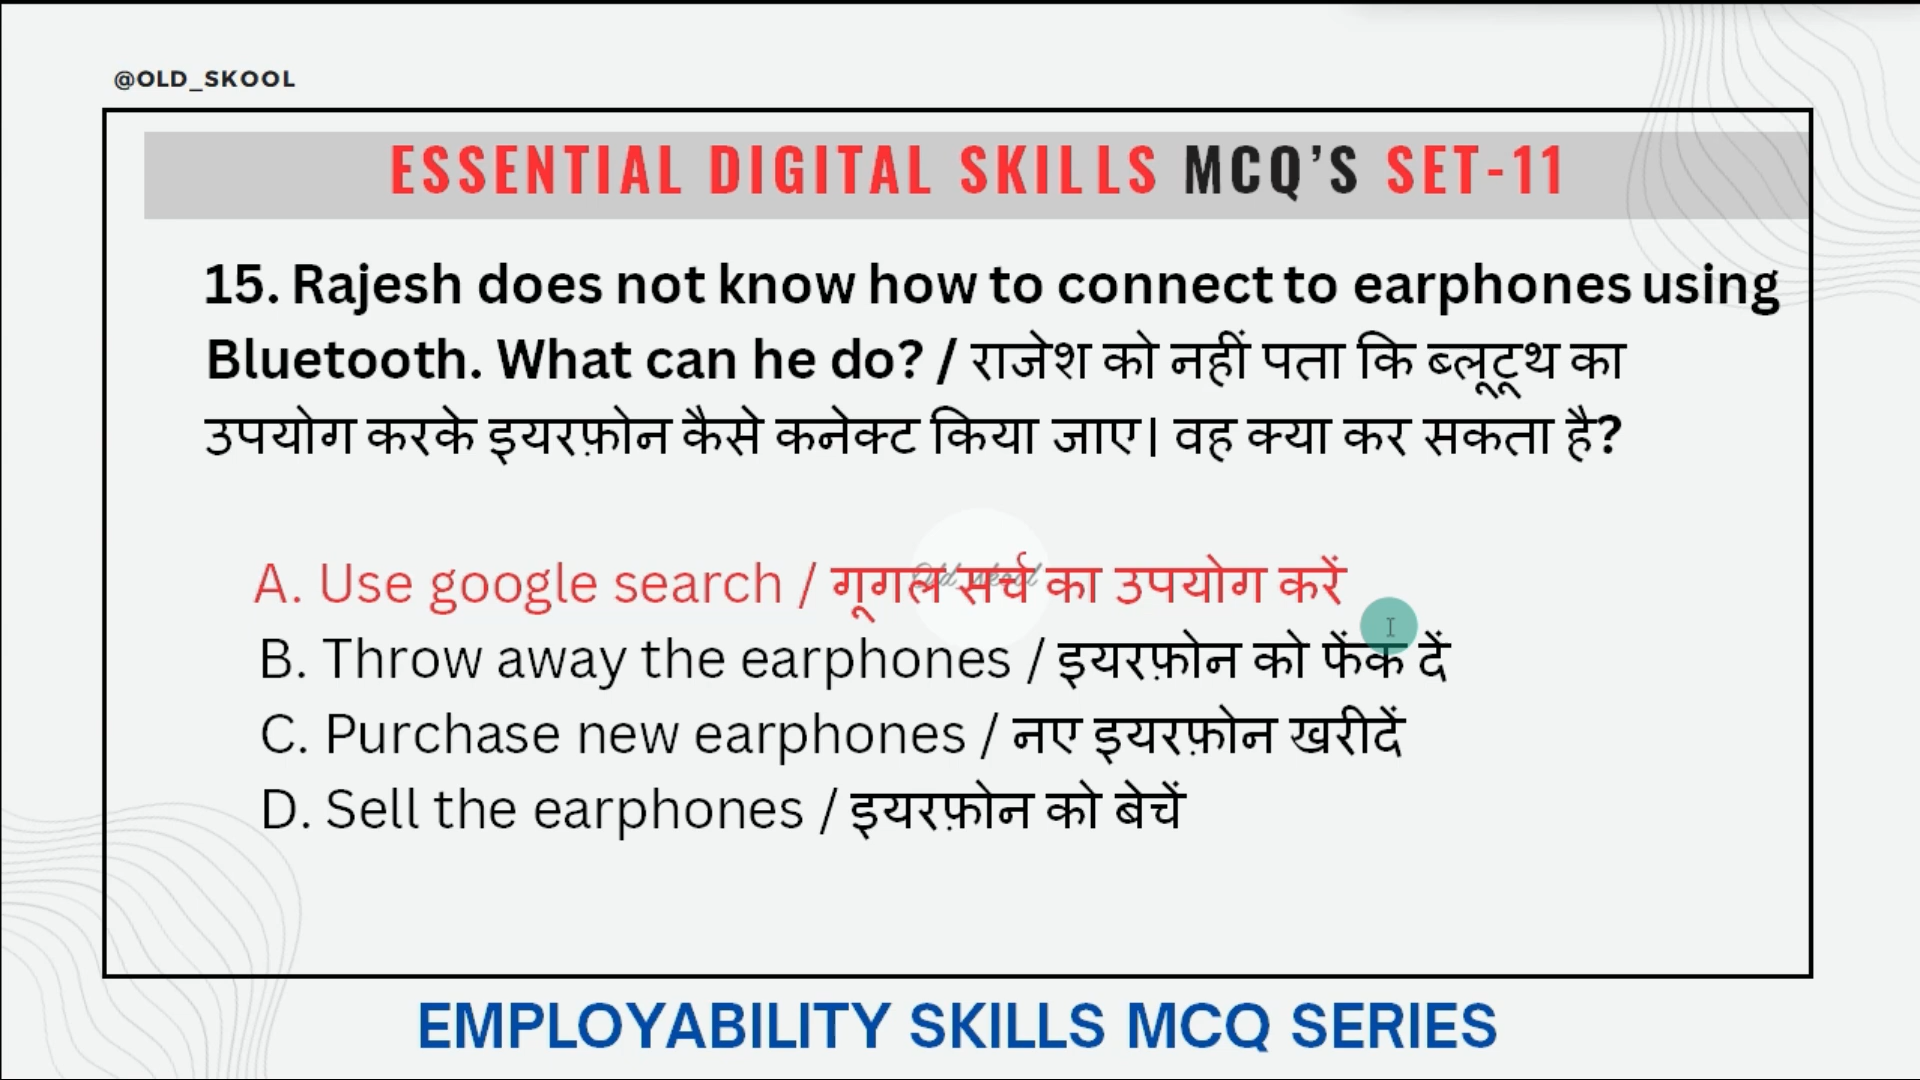 @OLD_SKOOL
ESSENTIAL DIGITAL SKILLS MCQ'S SET-11
15. Rajesh does not know how to connect to earphones using
Bluetooth. What can he do? / राजेश को नहीं पता कि ब्लूटूथ का
उपयोग करके इयरफ़ोन कैसे कनेक्ट किया जाए। वह क्या कर सकता है?
A. Use google search / गूगल सर्च का उपयोग करें
Old skool
B. Throw away the earphones / इयरफ़ोन को फेंक दें
C. Purchase new earphones / नए इयरफ़ोन खरीदें
D. Sell the earphones / इयरफ़ोन को बेचें
EMPLOYABILITY SKILLS MCQ SERIES